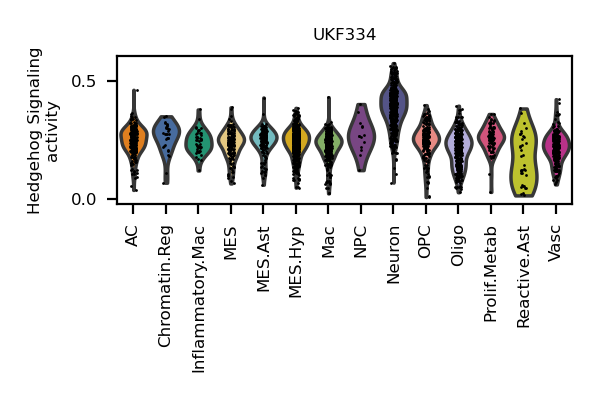 UKF334
Hedgehog Signaling
activity
0.5
0.0
AC
Chromatin.Reg
Inflammatory.Mac
MES
MES.Ast
MES.Hyp
Mac
NPC
Neuron
OPC
Oligo
Prolif.Metab
Reactive.Ast
Vasc